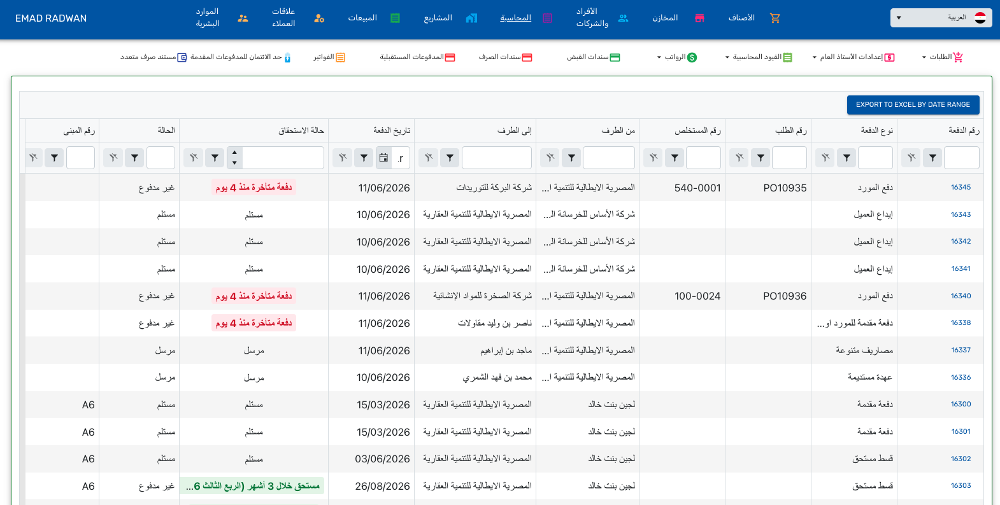 العربية
الأصناف
المخازن
الأفراد والشركات
المحاسبة
المشاريع
المبيعات
علاقات العملاء
الموارد البشرية
EMAD RADWAN
الطلبات
إعدادات الأستاذ العام
القيود المحاسبية
الرواتب
سندات القبض
سندات الصرف
المدفوعات المستقبلية
الفواتير
حد الائتمان للمدفوعات المقدمة
مستند صرف متعدد
EXPORT TO EXCEL BY DATE RANGE
رقم الدفعة نوع الدفعة رقم الطلب رقم المستخلص من الطرف إلى الطرف تاريخ الدفعة حالة الاستحقاق الحالة رقم المبنى
16345 دفع المورد PO10935 540-0001 المصرية الايطالية للتنمية ا... شركة البركة للتوريدات 11/06/2026 دفعة متأخرة منذ 4 يوم غير مدفوع
16343 إيداع العميل شركة الأساس للخرسانة ال... المصرية الايطالية للتنمية العقارية 10/06/2026 مستلم مستلم
16342 إيداع العميل شركة الأساس للخرسانة ال... المصرية الايطالية للتنمية العقارية 10/06/2026 مستلم مستلم
16341 إيداع العميل شركة الأساس للخرسانة ال... المصرية الايطالية للتنمية العقارية 10/06/2026 مستلم مستلم
16340 دفع المورد PO10936 100-0024 المصرية الايطالية للتنمية ا... شركة الصخرة للمواد الإنشائية 11/06/2026 دفعة متأخرة منذ 4 يوم غير مدفوع
16338 دفعة مقدمة للمورد او... المصرية الايطالية للتنمية ا... ناصر بن وليد مقاولات 11/06/2026 دفعة متأخرة منذ 4 يوم غير مدفوع
16337 مصاريف متنوعة المصرية الايطالية للتنمية ا... ماجد بن إبراهيم 11/06/2026 مرسل مرسل
16336 عهدة مستديمة المصرية الايطالية للتنمية ا... محمد بن فهد الشمري 10/06/2026 مرسل مرسل
16300 دفعة مقدمة لجين بنت خالد المصرية الايطالية للتنمية العقارية 15/03/2026 مستلم مستلم A6
16301 دفعة مقدمة لجين بنت خالد المصرية الايطالية للتنمية العقارية 15/03/2026 مستلم مستلم A6
16302 قسط مستحق لجين بنت خالد المصرية الايطالية للتنمية العقارية 03/06/2026 مستلم مستلم A6
16303 قسط مستحق لجين بنت خالد المصرية الايطالية للتنمية العقارية 26/08/2026 مستحق خلال 3 أشهر (الربع الثالث 6... غير مدفوع A6